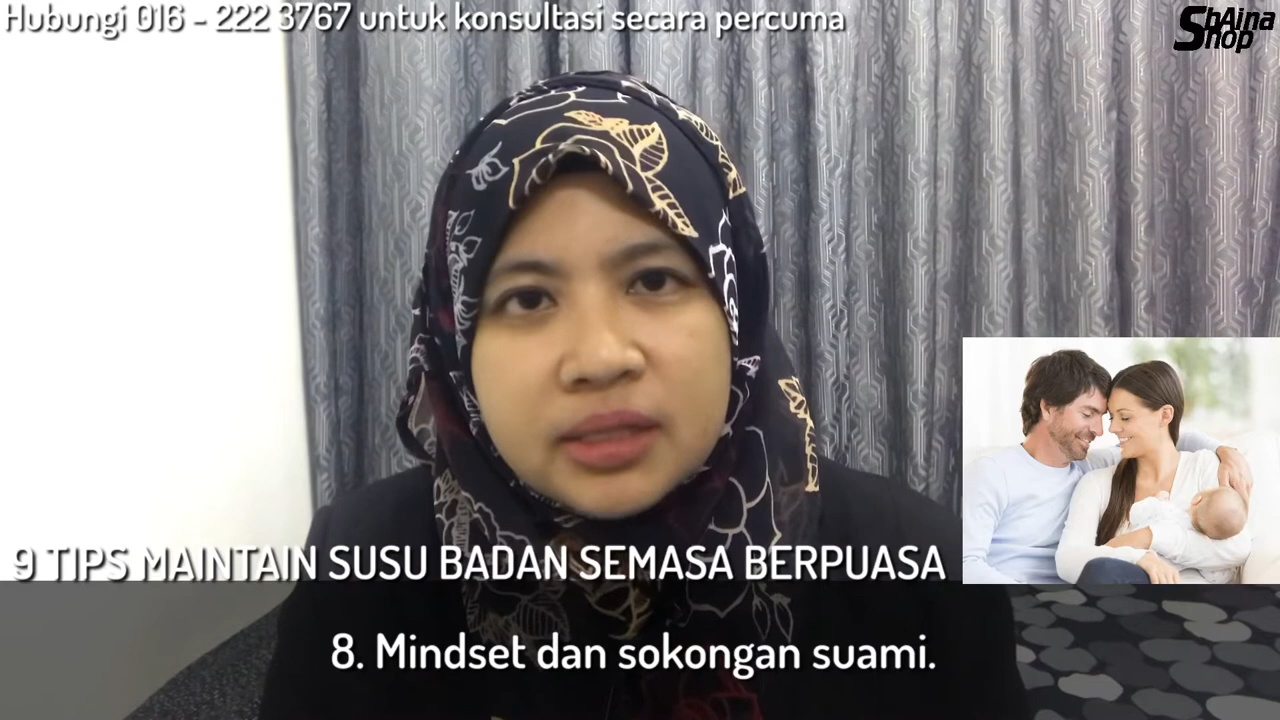 Hubungi 016 - 222 3767 untuk konsultasi secara percuma
ShAina
Shop
9 TIPS MAINTAIN SUSU BADAN SEMASA BERPUASA
8. Mindset dan sokongan suami.